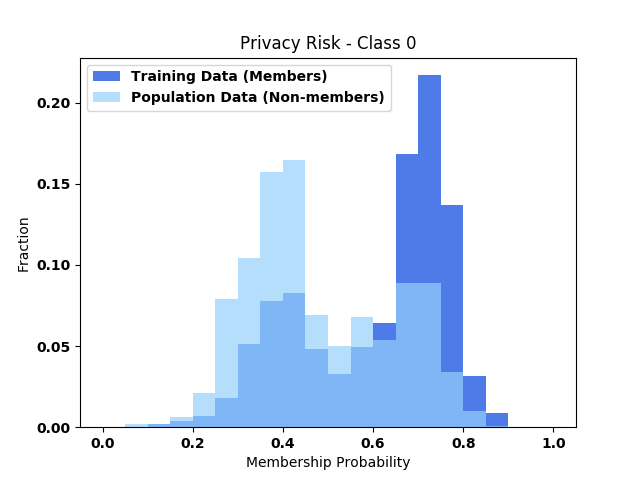 Privacy Risk - Class 0
Training Data (Members)
Population Data (Non-members)
Fraction
0.20
0.15
0.10
0.05
0.00
0.0 0.2 0.4 0.6 0.8 1.0
Membership Probability